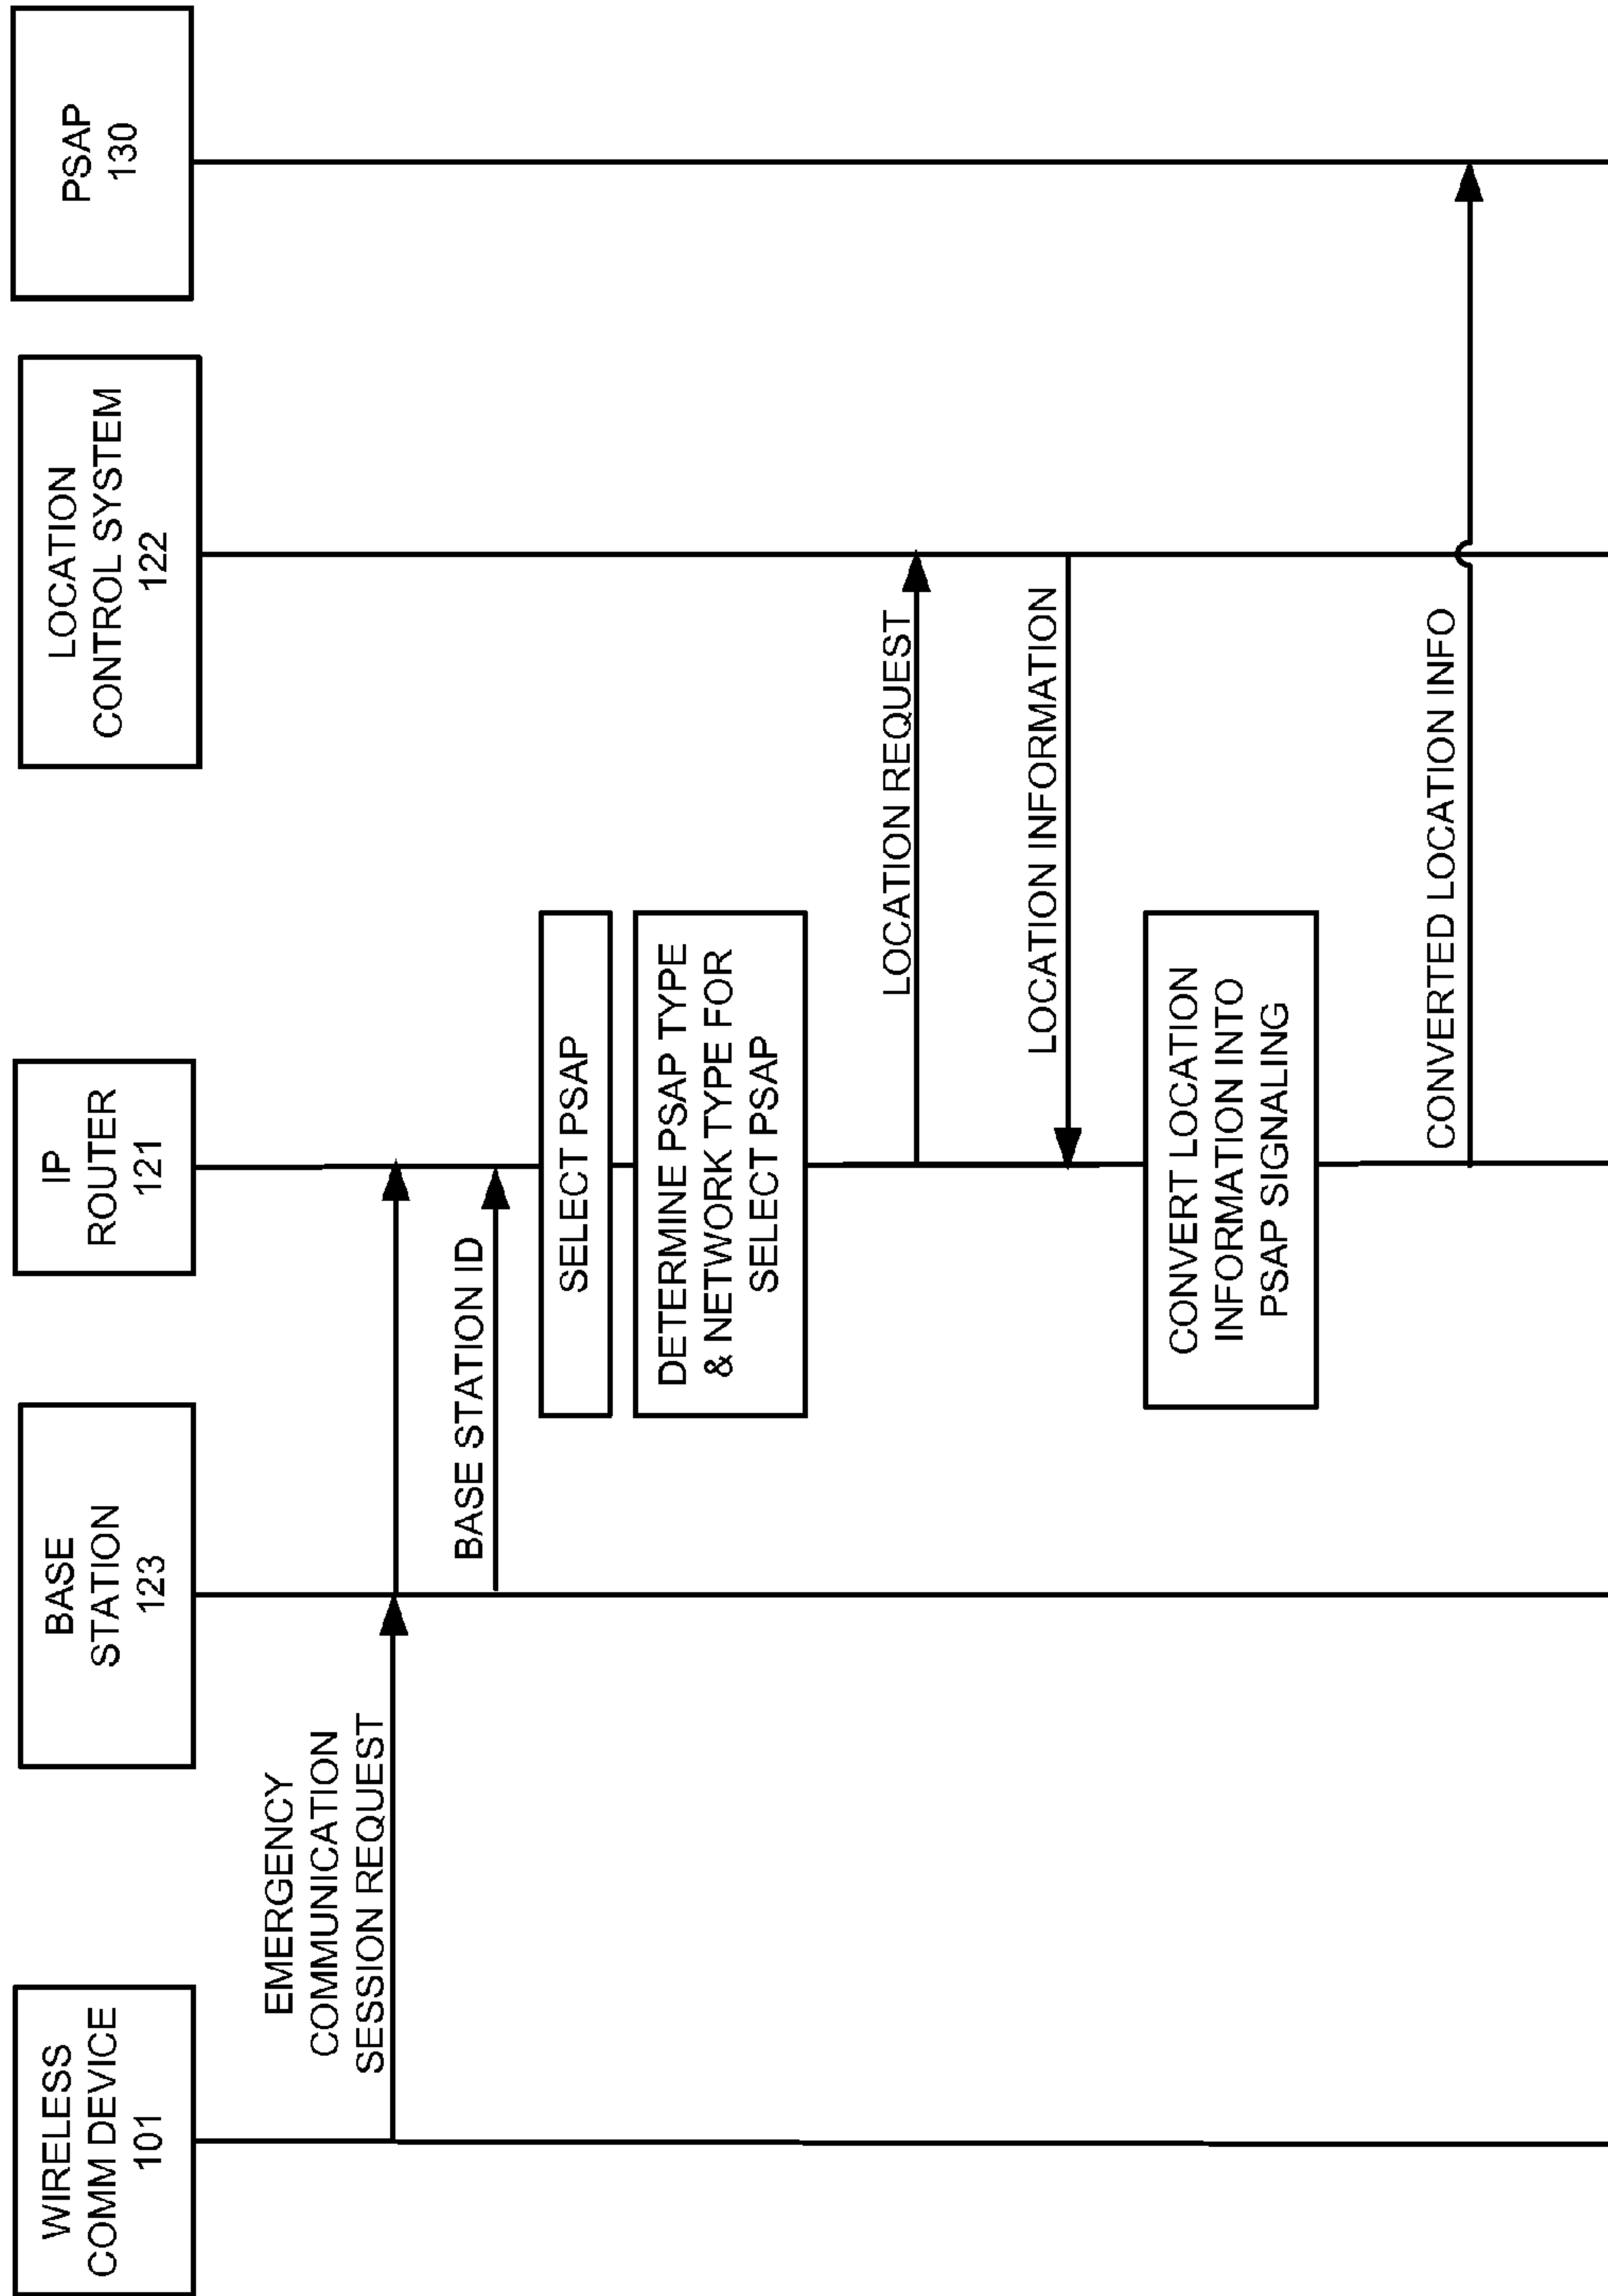 WIRELESS
COMM DEVICE
101
BASE
STATION
123
IP
ROUTER
121
LOCATION
CONTROL SYSTEM
122
PSAP
130
EMERGENCY
COMMUNICATION
SESSION REQUEST
BASE STATION ID
SELECT PSAP
DETERMINE PSAP TYPE
& NETWORK TYPE FOR
SELECT PSAP
LOCATION REQUEST
LOCATION INFORMATION
CONVERT LOCATION
INFORMATION INTO
PSAP SIGNALING
CONVERTED LOCATION INFO